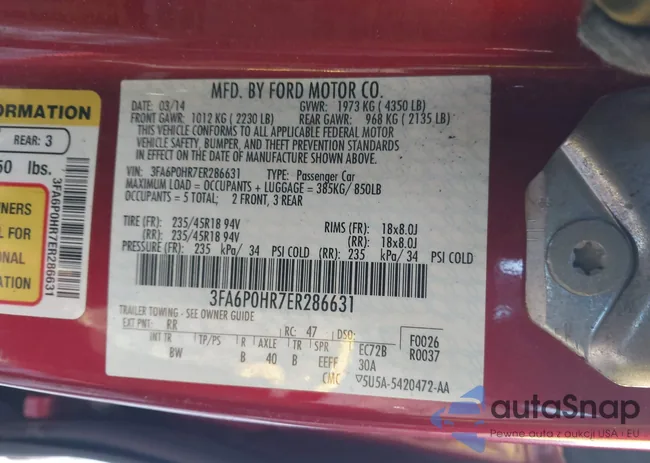 MFD. BY FORD MOTOR CO.
DATE: 03/14 GVWR: 1973 KG ( 4350 LB)
FRONT GAWR: 1012 KG ( 2230 LB) REAR GAWR: 968 KG ( 2135 LB)
THIS VEHICLE CONFORMS TO ALL APPLICABLE FEDERAL MOTOR
VEHICLE SAFETY, BUMPER, AND THEFT PREVENTION STANDARDS
IN EFFECT ON THE DATE OF MANUFACTURE SHOWN ABOVE.
VIN: 3FA6P0HR7ER286631 TYPE: Passenger Car
MAXIMUM LOAD = OCCUPANTS + LUGGAGE = 385KG/ 850LB
OCCUPANTS = 5 TOTAL; 2 FRONT, 3 REAR
TIRE (FR): 235/45R18 94V RIMS (FR): 18x8.0J
(RR): 235/45R18 94V (RR): 18x8.0J
PRESSURE (FR): 235 kPa/ 34 PSI COLD (RR): 235 kPa/ 34 PSI COLD
3FA6P0HR7ER286631
TRAILER TOWING - SEE OWNER GUIDE
EXT PNT: RR RC: 47 DSO: F0026
INT TR TP/PS R AXLE TR SPR EC72B R0037
BW B 40 B EEFF 30A
CMC 5U5A-5420472-AA
ORMATION
REAR: 3
50 lbs.
WNERS
L FOR
ONAL
ATION
3FA6P0HR7ER286631
autaSnap
Pewne auta z aukcji USA i EU